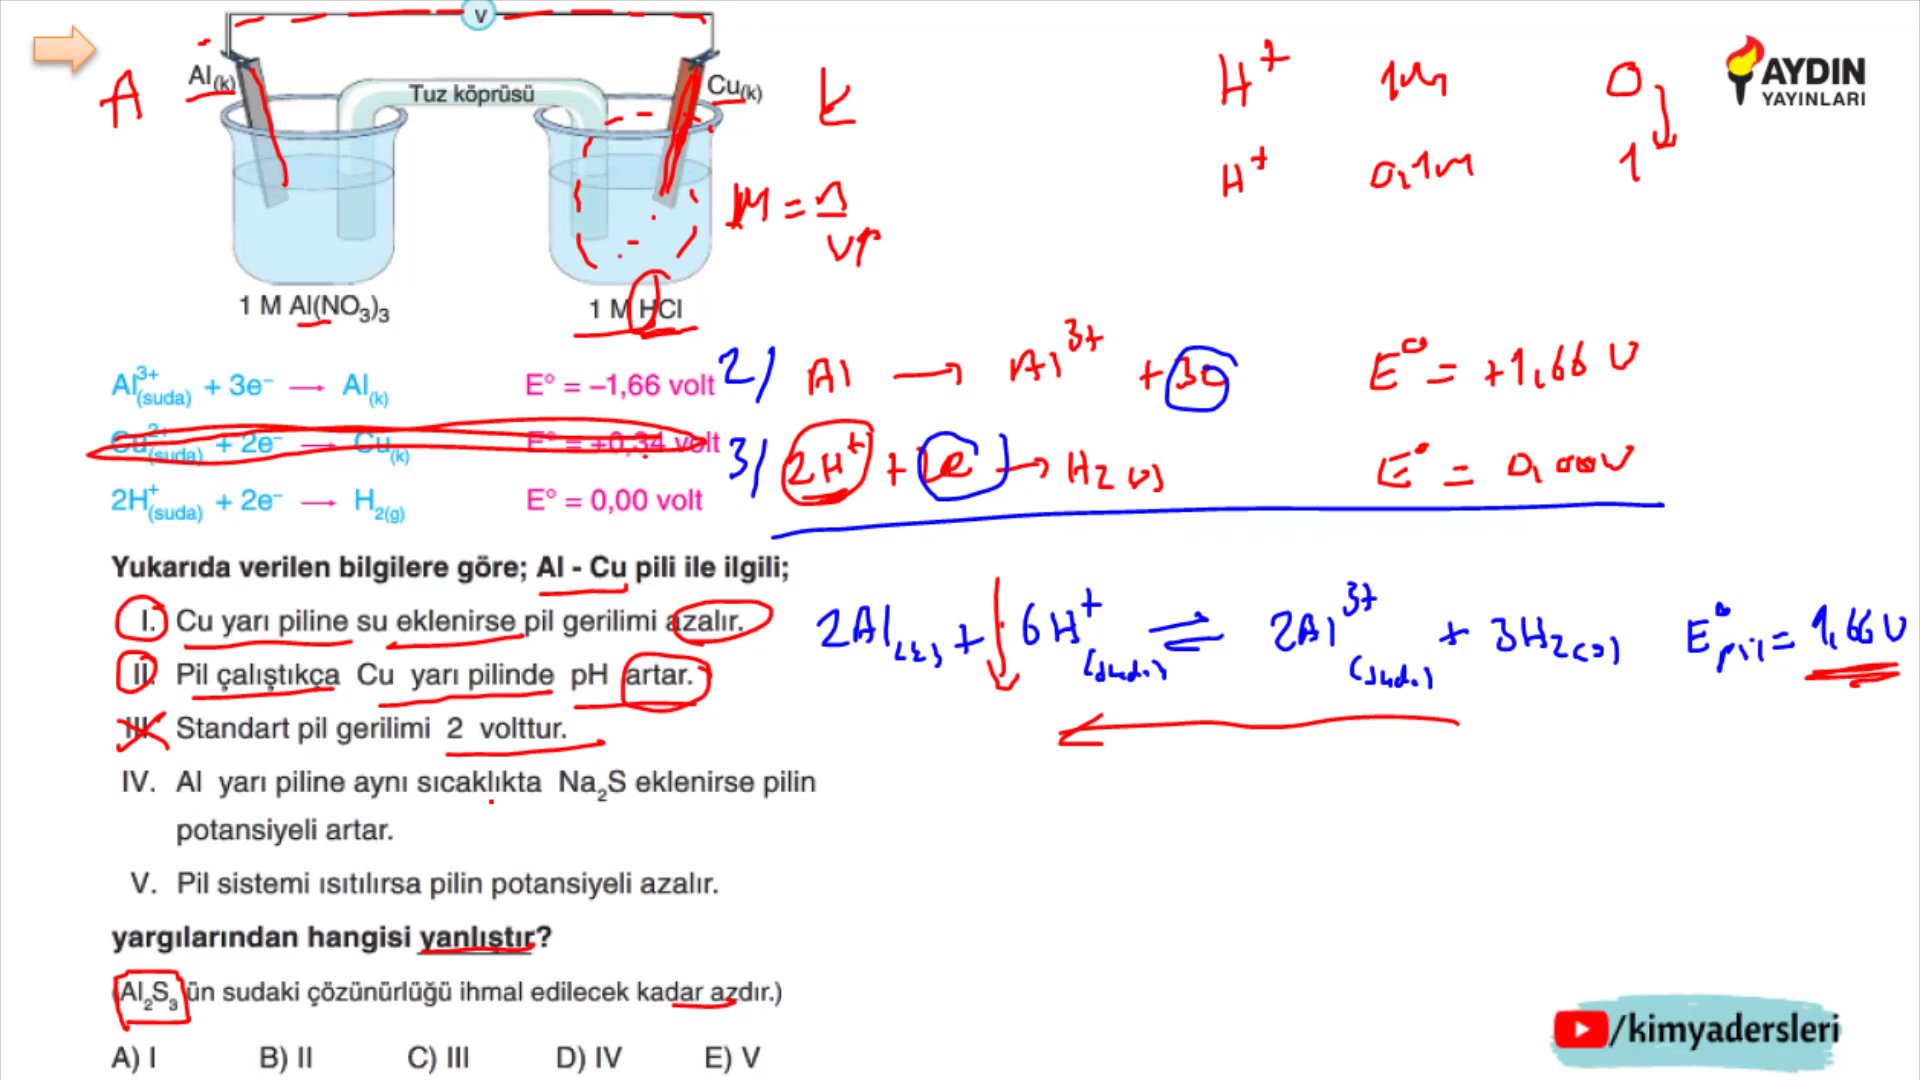 V
A
Al(k)
Tuz köprüsü
Cu(k)
k
H⁺ 1M 0
AYDIN
YAYINLARI
H⁺ 0,1M 1
M = n/V↑
1 M Al(NO₃)₃
1 M HCl
Al³⁺(suda) + 3e⁻ → Al(k) E° = –1,66 volt
2/ Al → Al³⁺ + 3e E° = +1,66 V
Cu²⁺(suda) + 2e⁻ → Cu(k) E° = +0,34 volt
3/ 2H⁺ + 2e → H₂(g) E° = 0,00V
2H⁺(suda) + 2e⁻ → H₂(g) E° = 0,00 volt
Yukarıda verilen bilgilere göre; Al - Cu pili ile ilgili;
I. Cu yarı piline su eklenirse pil gerilimi azalır.
2Al(k) + 6H⁺(suda) ⇌ 2Al³⁺(suda) + 3H₂(g) E°pil = 1,66V
II. Pil çalıştıkça Cu yarı pilinde pH artar.
III. Standart pil gerilimi 2 volttur.
IV. Al yarı piline aynı sıcaklıkta Na₂S eklenirse pilin
potansiyeli artar.
V. Pil sistemi ısıtılırsa pilin potansiyeli azalır.
yargılarından hangisi yanlıştır?
(Al₂S₃ ün sudaki çözünürlüğü ihmal edilecek kadar azdır.)
A) I B) II C) III D) IV E) V
/kimyadersleri